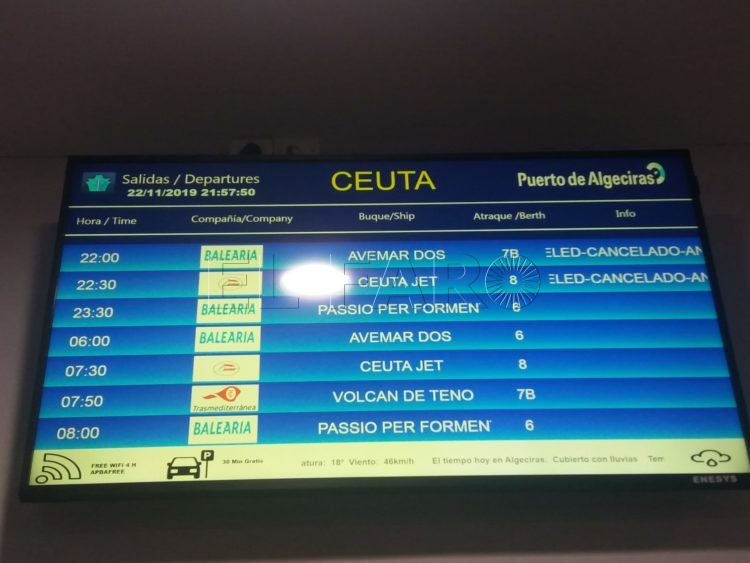 Salidas / Departures
22/11/2019 21:57:50
CEUTA
Puerto de Algeciras
Hora / Time Compañía/Company Buque/Ship Atraque /Berth Info
22:00 BALEARIA AVEMAR DOS 7B ELED-CANCELADO-AN
22:30 CEUTA JET 8 ELED-CANCELADO-AN
EL FARO
23:30 BALEARIA PASSIO PER FORMEN 6
06:00 BALEARIA AVEMAR DOS 6
07:30 CEUTA JET 8
07:50 Trasmediterránea VOLCAN DE TENO 7B
08:00 BALEARIA PASSIO PER FORMEN 6
FREE WIFI 4 H
APBAFREE
P
30 Min Gratis
atura: 18° Viento: 46km/h El tiempo hoy en Algeciras: Cubierto con lluvias Tem
ENESYS